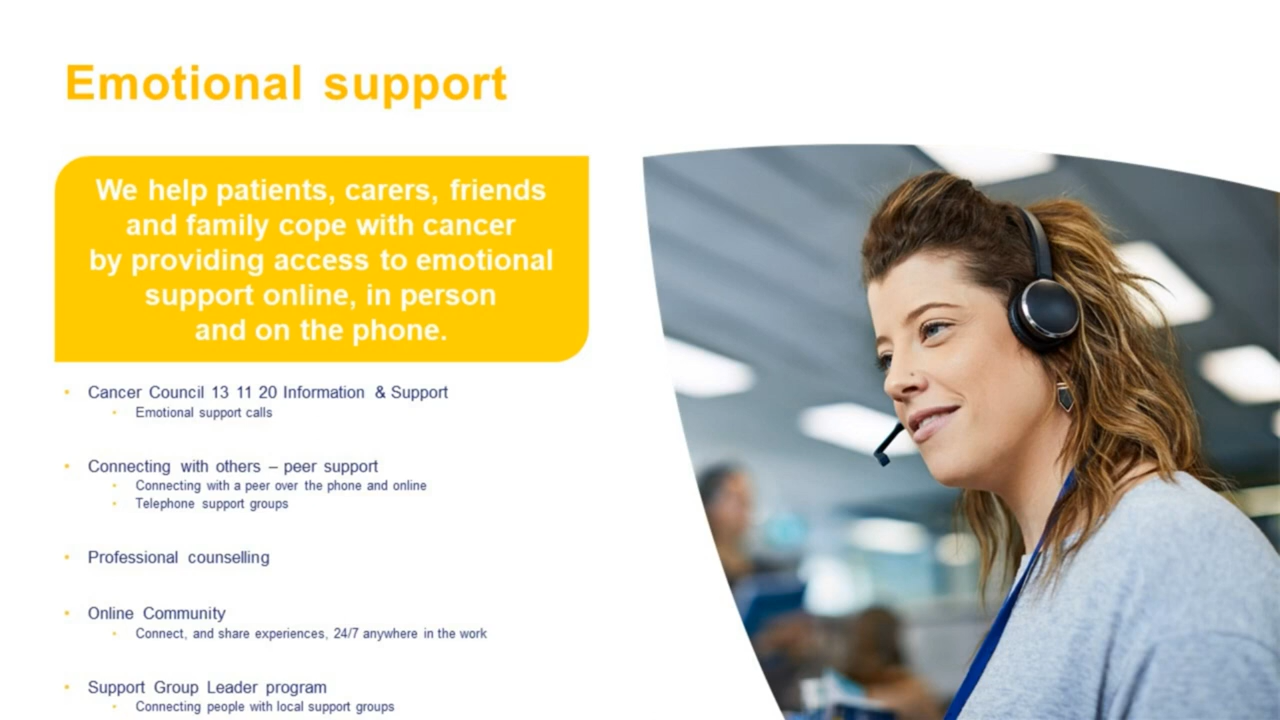 Emotional support
We help patients, carers, friends
and family cope with cancer
by providing access to emotional
support online, in person
and on the phone.
Cancer Council 13 11 20 Information & Support
Emotional support calls
Connecting with others – peer support
Connecting with a peer over the phone and online
Telephone support groups
Professional counselling
Online Community
Connect, and share experiences, 24/7 anywhere in the work
Support Group Leader program
Connecting people with local support groups